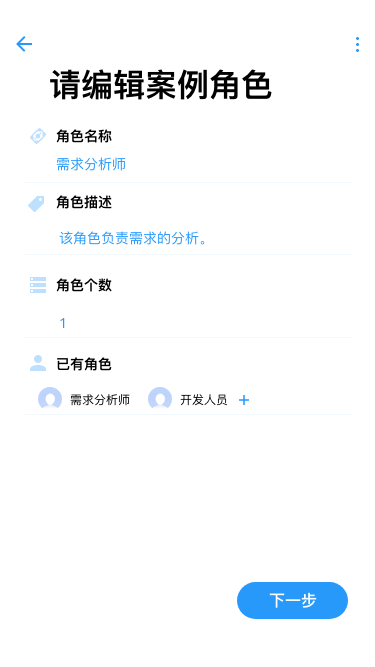 请编辑案例角色
角色名称
需求分析师
角色描述
该角色负责需求的分析。
角色个数
1
已有角色
需求分析师 开发人员
下一步